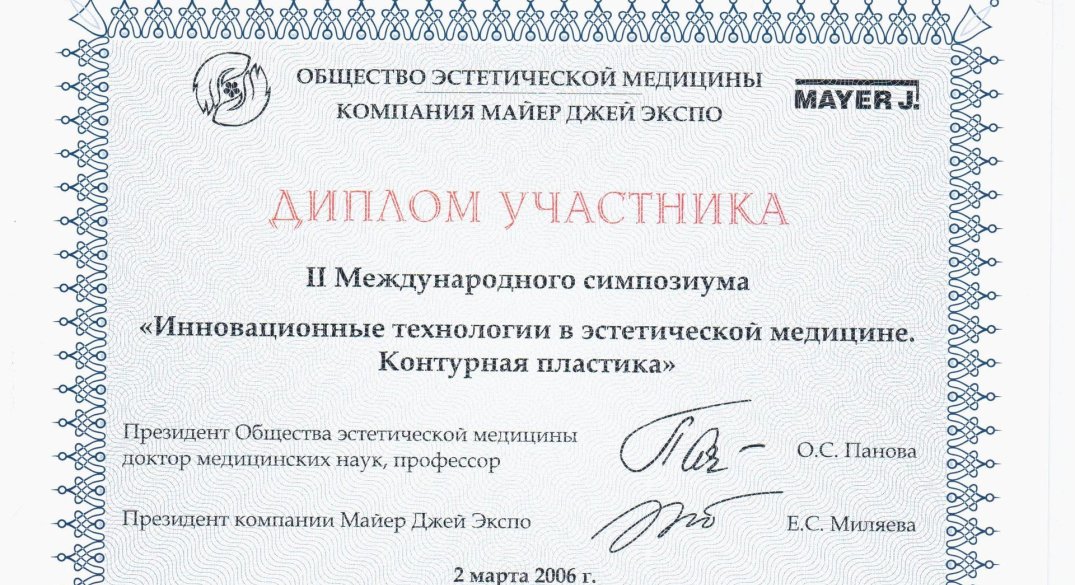 ОБЩЕСТВО ЭСТЕТИЧЕСКОЙ МЕДИЦИНЫ
КОМПАНИЯ МАЙЕР ДЖЕЙ ЭКСПО
MAYER J.
ДИПЛОМ УЧАСТНИКА
II Международного симпозиума
«Инновационные технологии в эстетической медицине.
Контурная пластика»
Президент Общества эстетической медицины
доктор медицинских наук, профессор
О.С. Панова
Президент компании Майер Джей Экспо
Е.С. Миляева
2 марта 2006 г.